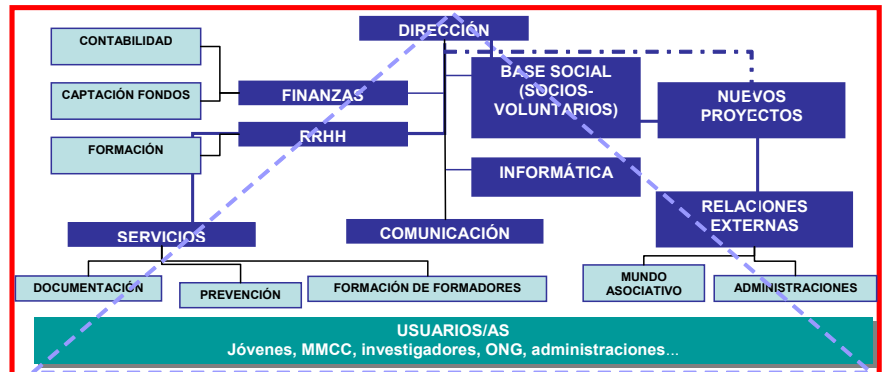 DIRECCIÓN
CONTABILIDAD
CAPTACIÓN FONDOS
FORMACIÓN
FINANZAS
RRHH
BASE SOCIAL
(SOCIOS-
VOLUNTARIOS)
INFORMÁTICA
NUEVOS
PROYECTOS
RELACIONES
EXTERNAS
SERVICIOS
COMUNICACIÓN
DOCUMENTACIÓN
PREVENCIÓN
FORMACIÓN DE FORMADORES
MUNDO
ASOCIATIVO
ADMINISTRACIONES
USUARIOS/AS
Jóvenes, MMCC, investigadores, ONG, administraciones...